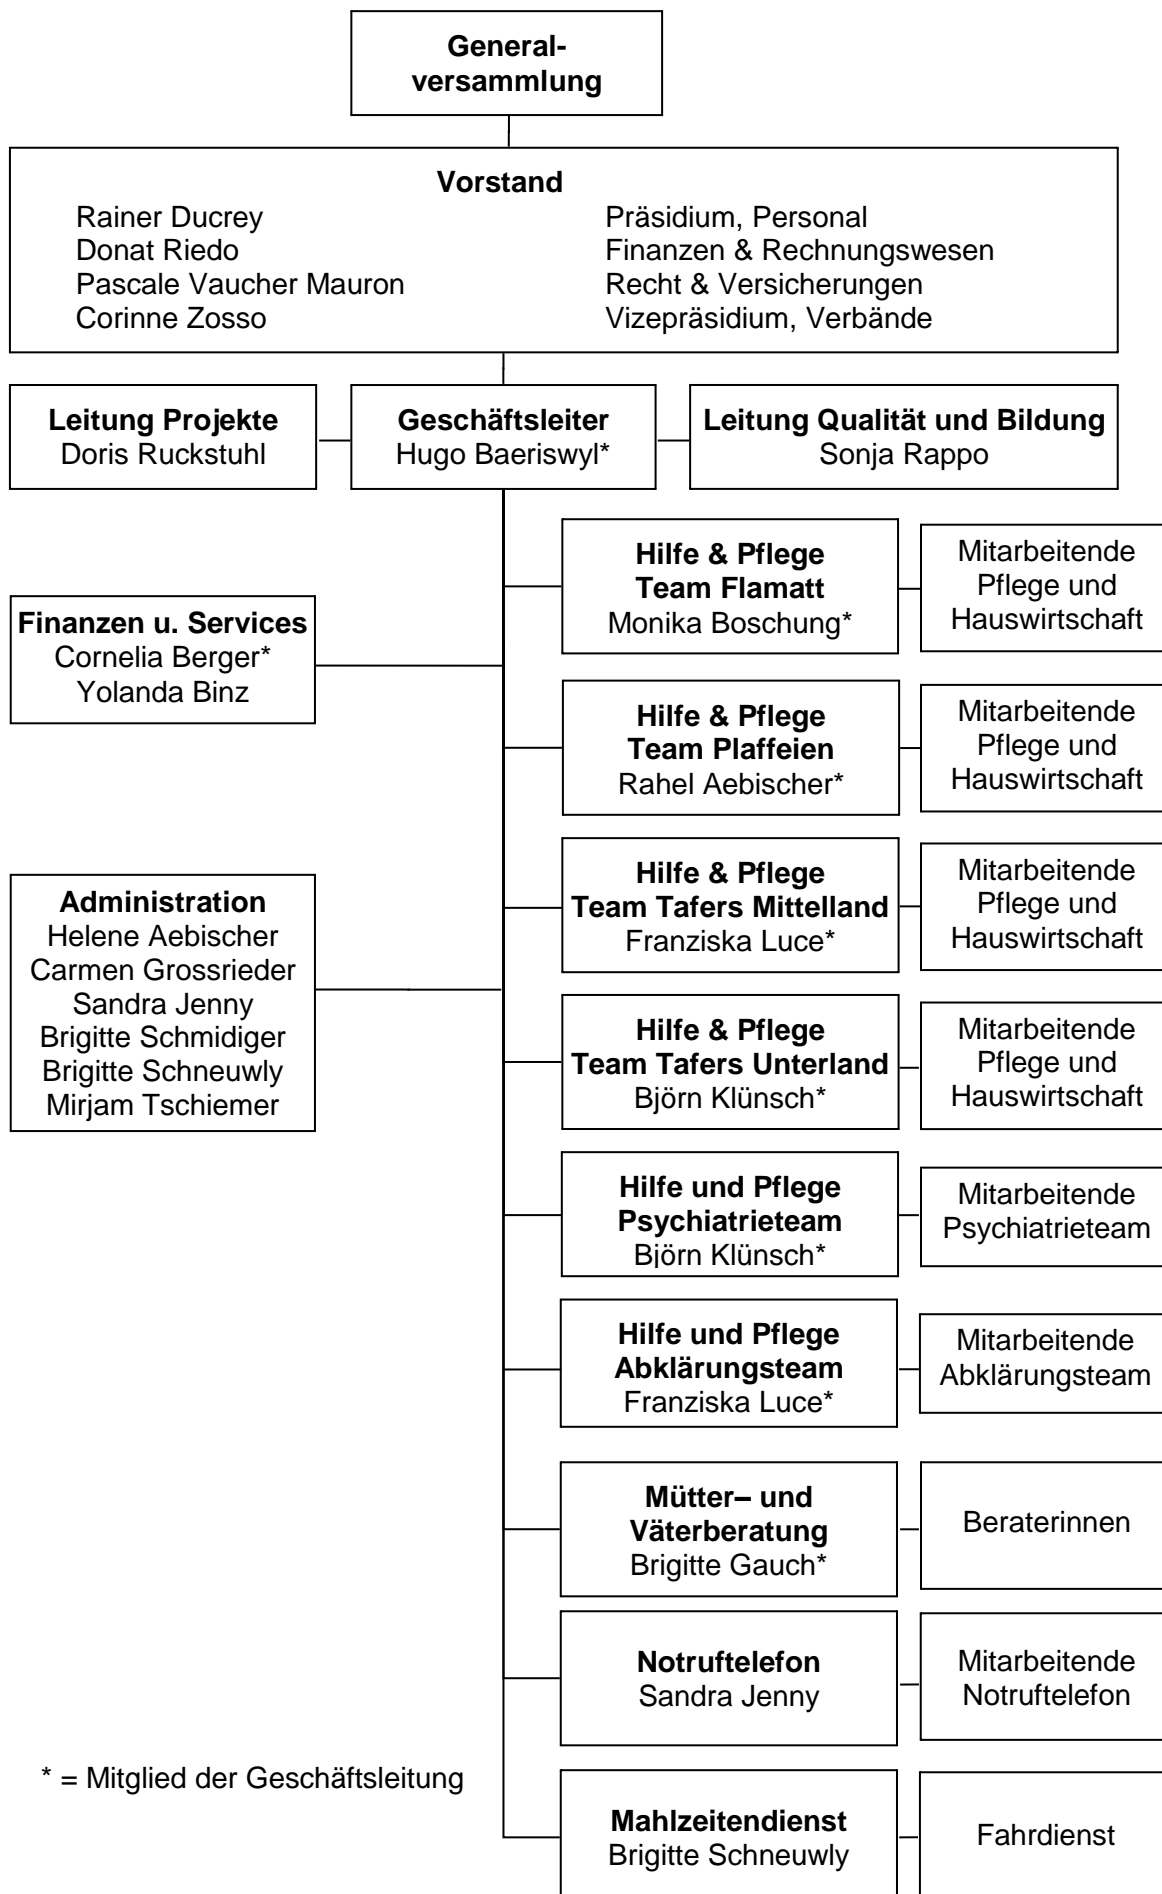 General-
versammlung
Vorstand
Rainer Ducrey Präsidium, Personal
Donat Riedo Finanzen & Rechnungswesen
Pascale Vaucher Mauron Recht & Versicherungen
Corinne Zosso Vizepräsidium, Verbände
Leitung Projekte
Doris Ruckstuhl
Geschäftsleiter
Hugo Baeriswyl*
Leitung Qualität und Bildung
Sonja Rappo
Finanzen u. Services
Cornelia Berger*
Yolanda Binz
Administration
Helene Aebischer
Carmen Grossrieder
Sandra Jenny
Brigitte Schmidiger
Brigitte Schneuwly
Mirjam Tschiemer
Hilfe & Pflege
Team Flamatt
Monika Boschung*
Mitarbeitende
Pflege und
Hauswirtschaft
Hilfe & Pflege
Team Plaffeien
Rahel Aebischer*
Mitarbeitende
Pflege und
Hauswirtschaft
Hilfe & Pflege
Team Tafers Mittelland
Franziska Luce*
Mitarbeitende
Pflege und
Hauswirtschaft
Hilfe & Pflege
Team Tafers Unterland
Björn Klünsch*
Mitarbeitende
Pflege und
Hauswirtschaft
Hilfe und Pflege
Psychiatrieteam
Björn Klünsch*
Mitarbeitende
Psychiatrieteam
Hilfe und Pflege
Abklärungsteam
Franziska Luce*
Mitarbeitende
Abklärungsteam
Mütter– und
Väterberatung
Brigitte Gauch*
Beraterinnen
Notruftelefon
Sandra Jenny
Mitarbeitende
Notruftelefon
Mahlzeitendienst
Brigitte Schneuwly
Fahrdienst
* = Mitglied der Geschäftsleitung